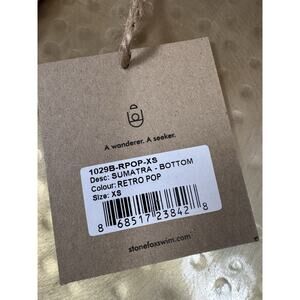 A wanderer. A seeker.
1029B-RPOP-XS
Desc: SUMATRA - BOTTOM
Colour: RETRO POP
Size: XS
8 68517 23842 8
stonefoxswim.com